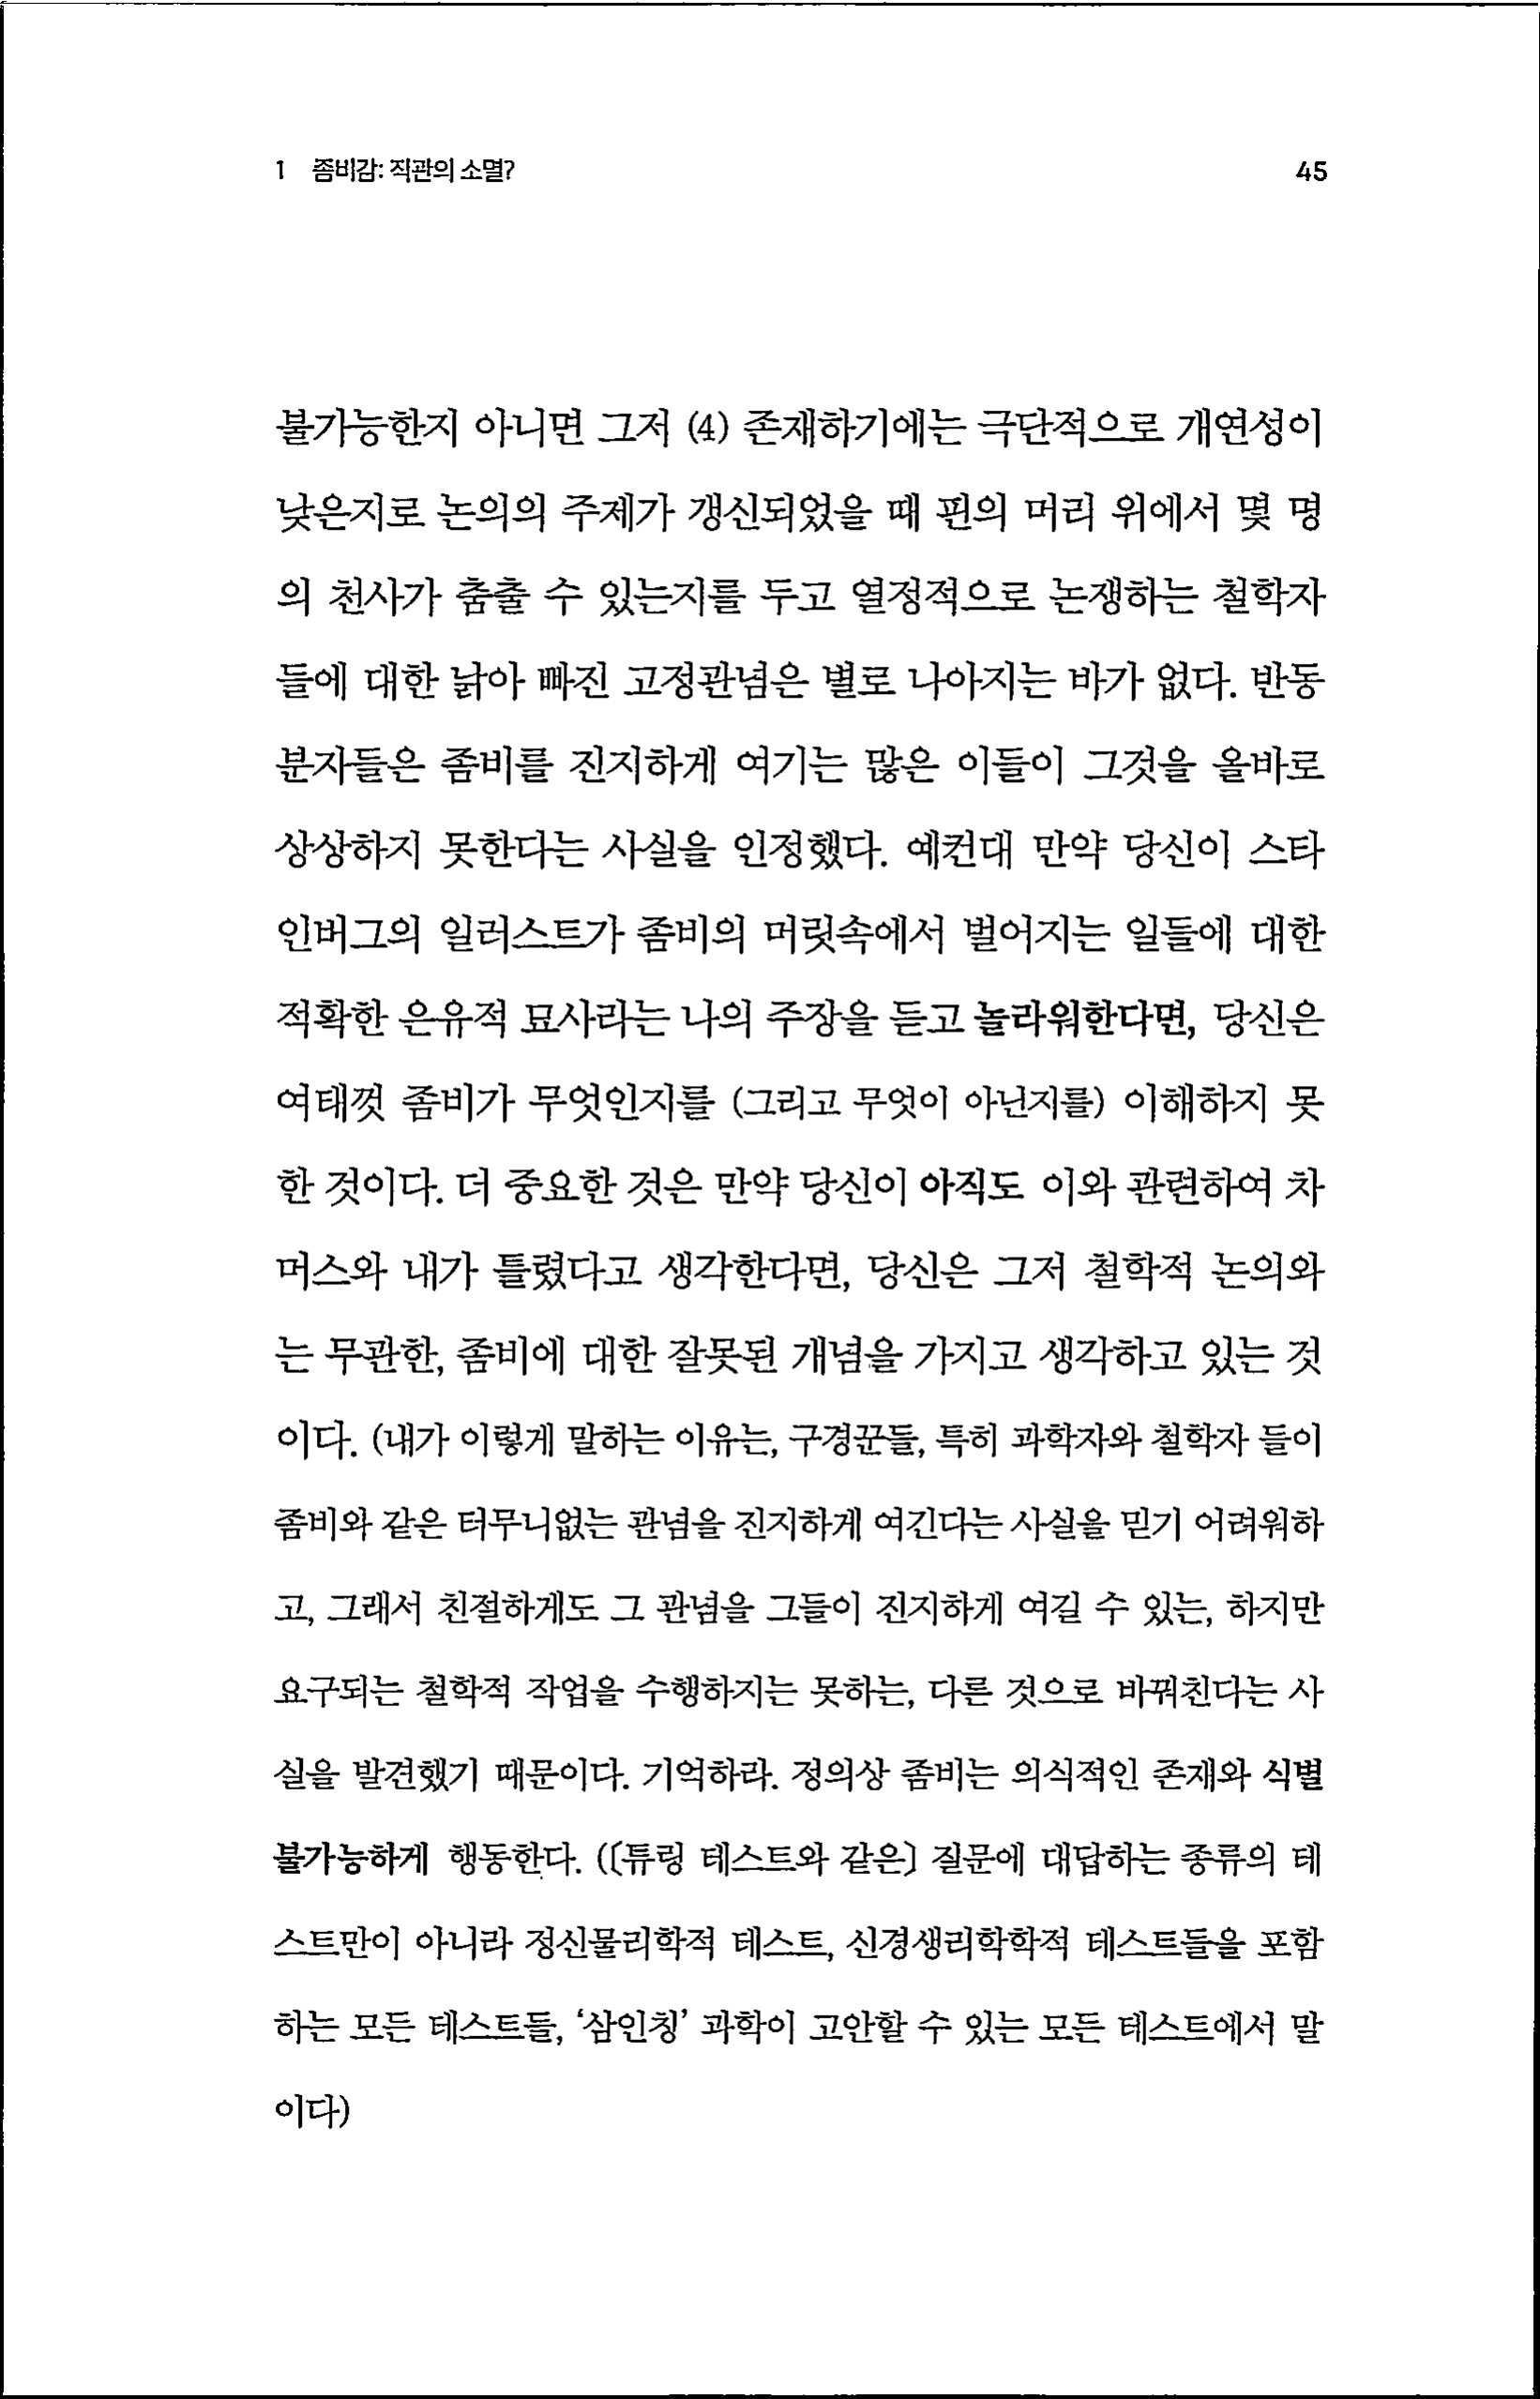 1 좀비감: 직관의 소멸? 45
불가능한지 아니면 그저 (4) 존재하기에는 극단적으로 개연성이
낮은지로 논의의 주제가 갱신되었을 때 핀의 머리 위에서 몇 명
의 천사가 춤출 수 있는지를 두고 열정적으로 논쟁하는 철학자
들에 대한 낡아 빠진 고정관념은 별로 나아지는 바가 없다. 반동
분자들은 좀비를 진지하게 여기는 많은 이들이 그것을 올바로
상상하지 못한다는 사실을 인정했다. 예컨대 만약 당신이 스타
인버그의 일러스트가 좀비의 머릿속에서 벌어지는 일들에 대한
적확한 은유적 묘사라는 나의 주장을 듣고 놀라워한다면, 당신은
여태껏 좀비가 무엇인지를 (그리고 무엇이 아닌지를) 이해하지 못
한 것이다. 더 중요한 것은 만약 당신이 아직도 이와 관련하여 차
머스와 내가 틀렸다고 생각한다면, 당신은 그저 철학적 논의와
는 무관한, 좀비에 대한 잘못된 개념을 가지고 생각하고 있는 것
이다. (내가 이렇게 말하는 이유는, 구경꾼들, 특히 과학자와 철학자 들이
좀비와 같은 터무니없는 관념을 진지하게 여긴다는 사실을 믿기 어려워하
고, 그래서 친절하게도 그 관념을 그들이 진지하게 여길 수 있는, 하지만
요구되는 철학적 작업을 수행하지는 못하는, 다른 것으로 바꿔친다는 사
실을 발견했기 때문이다. 기억하라. 정의상 좀비는 의식적인 존재와 식별
불가능하게 행동한다. (〔튜링 테스트와 같은〕 질문에 대답하는 종류의 테
스트만이 아니라 정신물리학적 테스트, 신경생리학학적 테스트들을 포함
하는 모든 테스트들, ‘삼인칭’ 과학이 고안할 수 있는 모든 테스트에서 말
이다)